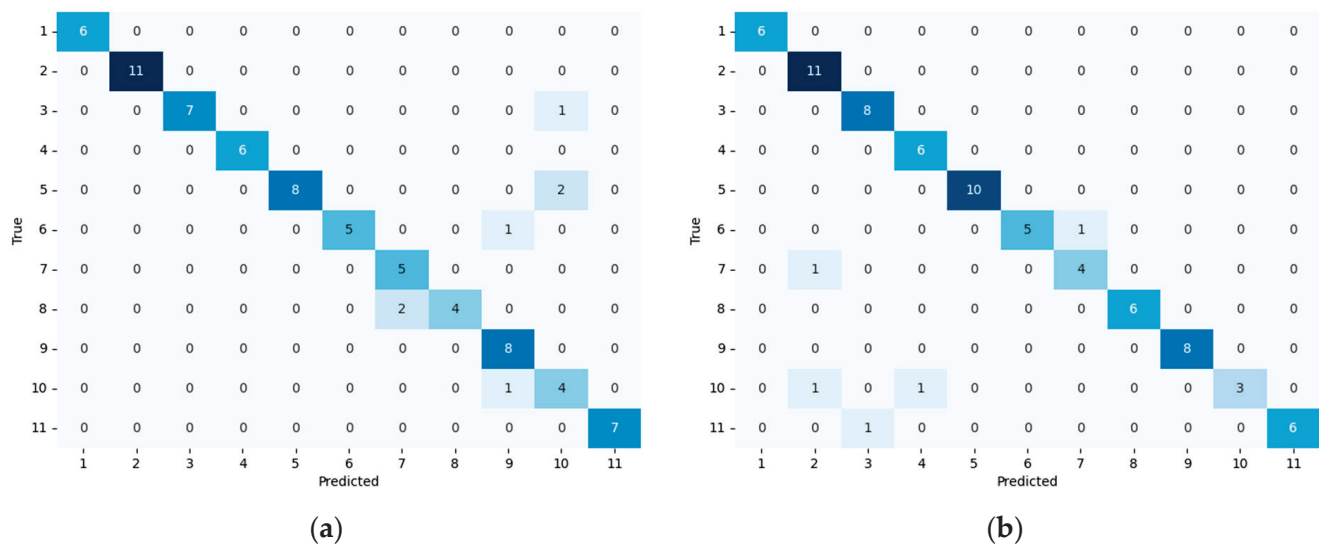 1 - 6 0 0 0 0 0 0 0 0 0 0
2 - 0 11 0 0 0 0 0 0 0 0 0
3 - 0 0 7 0 0 0 0 0 0 1 0
4 - 0 0 0 6 0 0 0 0 0 0 0
5 - 0 0 0 0 8 0 0 0 0 2 0
True
6 - 0 0 0 0 0 5 0 0 1 0 0
7 - 0 0 0 0 0 0 5 0 0 0 0
8 - 0 0 0 0 0 0 2 4 0 0 0
9 - 0 0 0 0 0 0 0 0 8 0 0
10 - 0 0 0 0 0 0 0 0 1 4 0
11 - 0 0 0 0 0 0 0 0 0 0 7
1 2 3 4 5 6 7 8 9 10 11
Predicted
(a)
1 - 6 0 0 0 0 0 0 0 0 0 0
2 - 0 11 0 0 0 0 0 0 0 0 0
3 - 0 0 8 0 0 0 0 0 0 0 0
4 - 0 0 0 6 0 0 0 0 0 0 0
5 - 0 0 0 0 10 0 0 0 0 0 0
True
6 - 0 0 0 0 0 5 1 0 0 0 0
7 - 0 1 0 0 0 0 4 0 0 0 0
8 - 0 0 0 0 0 0 0 6 0 0 0
9 - 0 0 0 0 0 0 0 0 8 0 0
10 - 0 1 0 1 0 0 0 0 0 3 0
11 - 0 0 1 0 0 0 0 0 0 0 6
1 2 3 4 5 6 7 8 9 10 11
Predicted
(b)